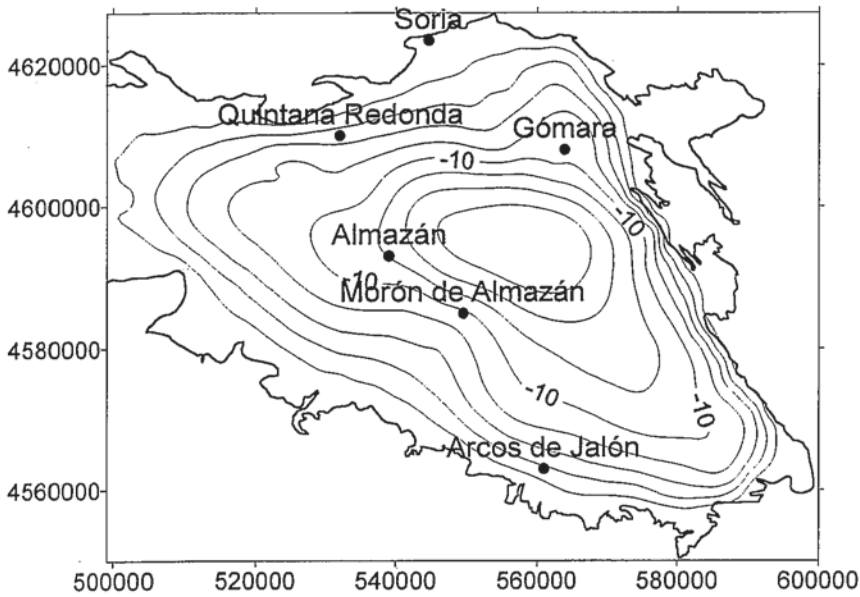 Soria
4620000
Quintana Redonda
Gómara
-10
4600000
-10
Almazán
-10
Morón de Almazán
4580000
-10
-10
Arcos de Jalón
4560000
500000 520000 540000 560000 580000 600000